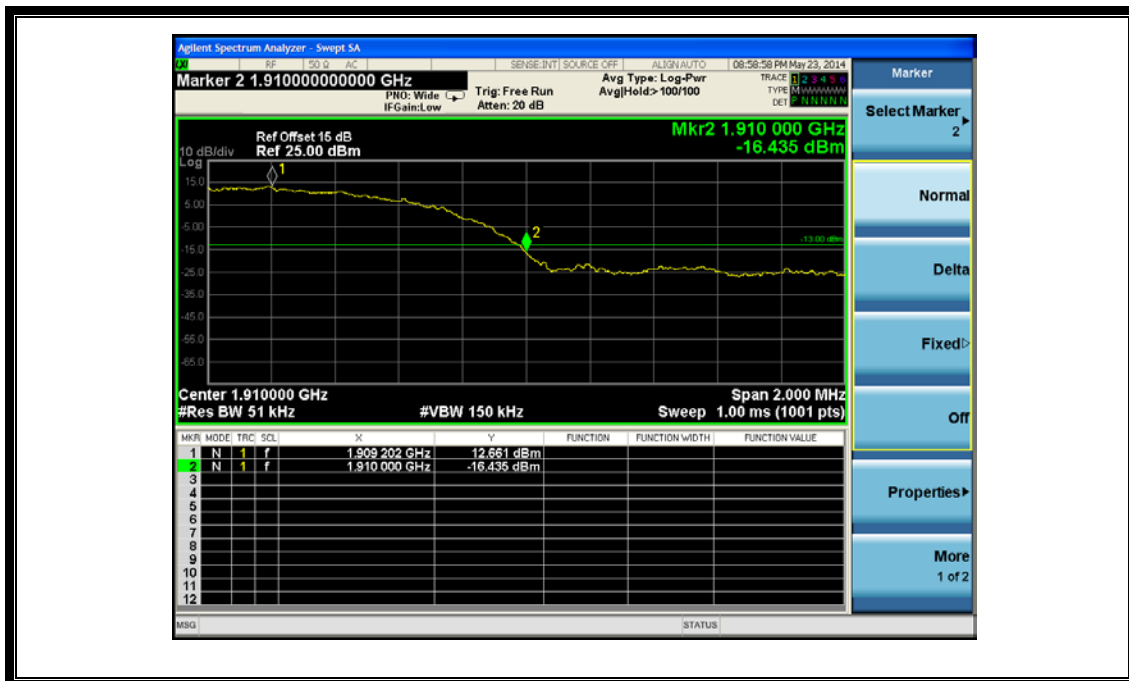 Agilent Spectrum Analyzer - Swept SA
LXI RF 50 Ω AC SENSE:INT SOURCE OFF ALIGN AUTO 08:58:58 PM May 23, 2014
Marker 2 1.910000000000 GHz
PNO: Wide
IFGain:Low
Trig: Free Run
Atten: 20 dB
Avg Type: Log-Pwr
Avg|Hold:> 100/100
TRACE 1 2 3 4 5 6
TYPE M
DET P N N N N N
Ref Offset 15 dB
Ref 25.00 dBm
10 dB/div
Log
Mkr2 1.910 000 GHz
-16.435 dBm
15.0
5.00
-5.00
-15.0
-25.0
-35.0
-45.0
-55.0
-65.0
1
2
-13.00 dBm
Center 1.910000 GHz
Span 2.000 MHz
#Res BW 51 kHz
#VBW 150 kHz
Sweep 1.00 ms (1001 pts)
MKR MODE TRC SCL X Y FUNCTION FUNCTION WIDTH FUNCTION VALUE
1 N 1 f 1.909 202 GHz 12.661 dBm
2 N 1 f 1.910 000 GHz -16.435 dBm
3
4
5
6
7
8
9
10
11
12
MSG
STATUS
Marker
Select Marker
2
Normal
Delta
Fixed
Off
Properties
More
1 of 2